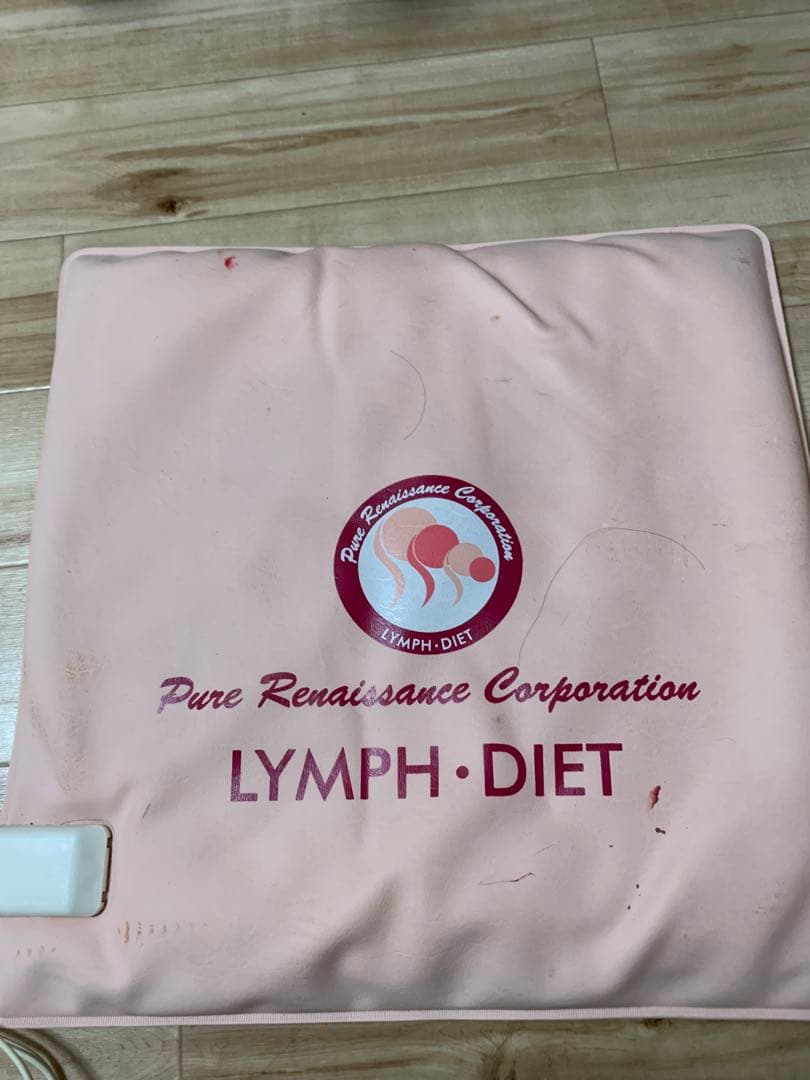 Pure Renaissance Corporation
LYMPH・DIET
Pure Renaissance Corporation
LYMPH・DIET